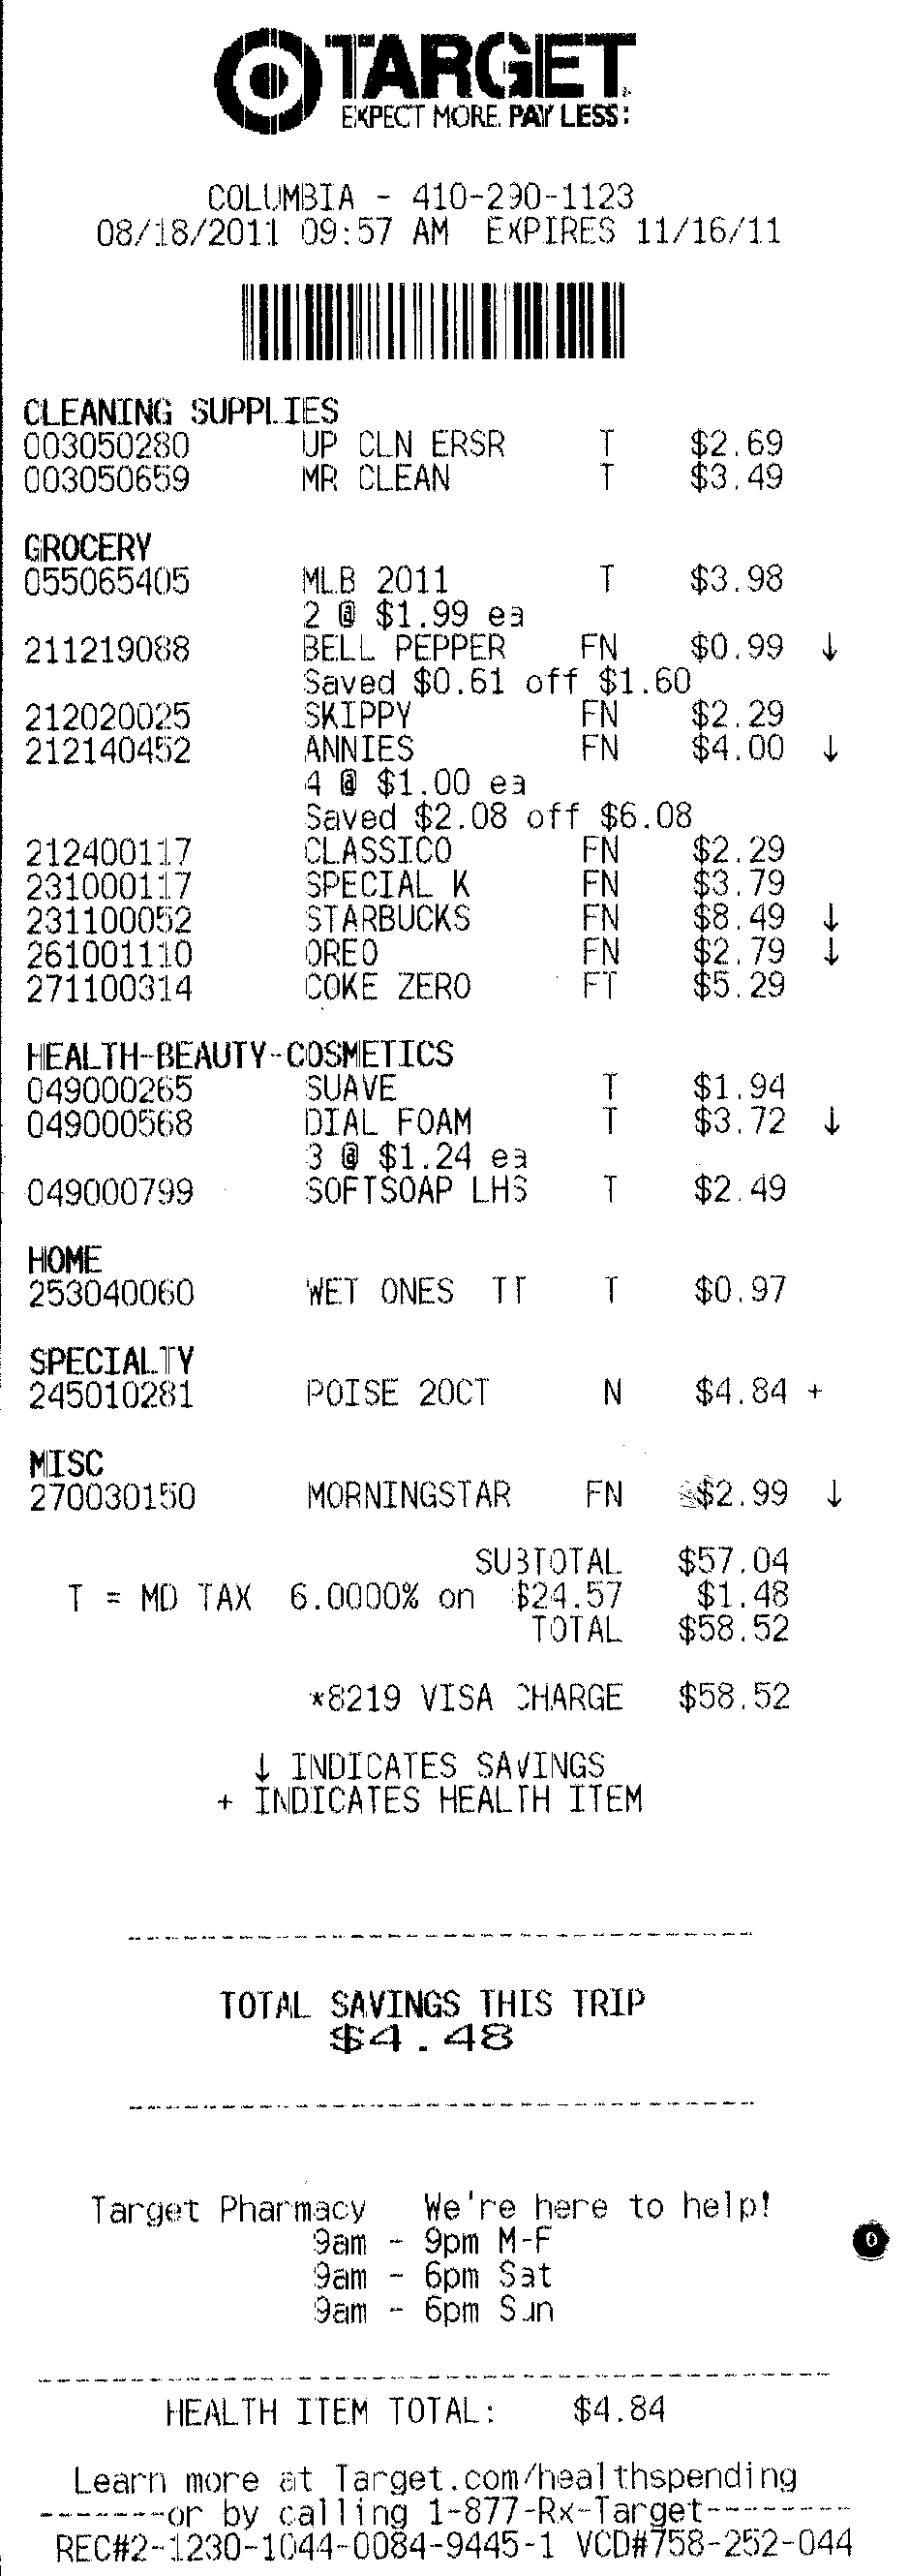 TARGET
EXPECT MORE. PAY LESS.
COLUMBIA - 410-290-1123
08/18/2011 09:57 AM EXPIRES 11/16/11
CLEANING SUPPLIES
003050280 UP CLN ERSR T $2.69
003050659 MR CLEAN T $3.49
GROCERY
055065405 MLB 2011 T $3.98
2 @ $1.99 ea
211219088 BELL PEPPER FN $0.99 ↓
Saved $0.61 off $1.60
212020025 SKIPPY FN $2.29
212140452 ANNIES FN $4.00 ↓
4 @ $1.00 ea
Saved $2.08 off $6.08
212400117 CLASSICO FN $2.29
231000117 SPECIAL K FN $3.79
231100052 STARBUCKS FN $8.49 ↓
261001110 OREO FN $2.79 ↓
271100314 COKE ZERO FT $5.29
HEALTH-BEAUTY-COSMETICS
049000265 SUAVE T $1.94
049000568 DIAL FOAM T $3.72 ↓
3 @ $1.24 ea
049000799 SOFTSOAP LHS T $2.49
HOME
253040060 WET ONES TT T $0.97
SPECIALTY
245010281 POISE 20CT N $4.84 +
MISC
270030150 MORNINGSTAR FN $2.99 ↓
SUBTOTAL $57.04
T = MD TAX 6.0000% on $24.57 $1.48
TOTAL $58.52
*8219 VISA CHARGE $58.52
↓ INDICATES SAVINGS
+ INDICATES HEALTH ITEM
TOTAL SAVINGS THIS TRIP
$4.48
Target Pharmacy We're here to help!
9am - 9pm M-F
9am - 6pm Sat
9am - 6pm Sun
0
HEALTH ITEM TOTAL: $4.84
Learn more at Target.com/healthspending
-------or by calling 1-877-Rx-Target--------
REC#2-1230-1044-0084-9445-1 VCD#758-252-044